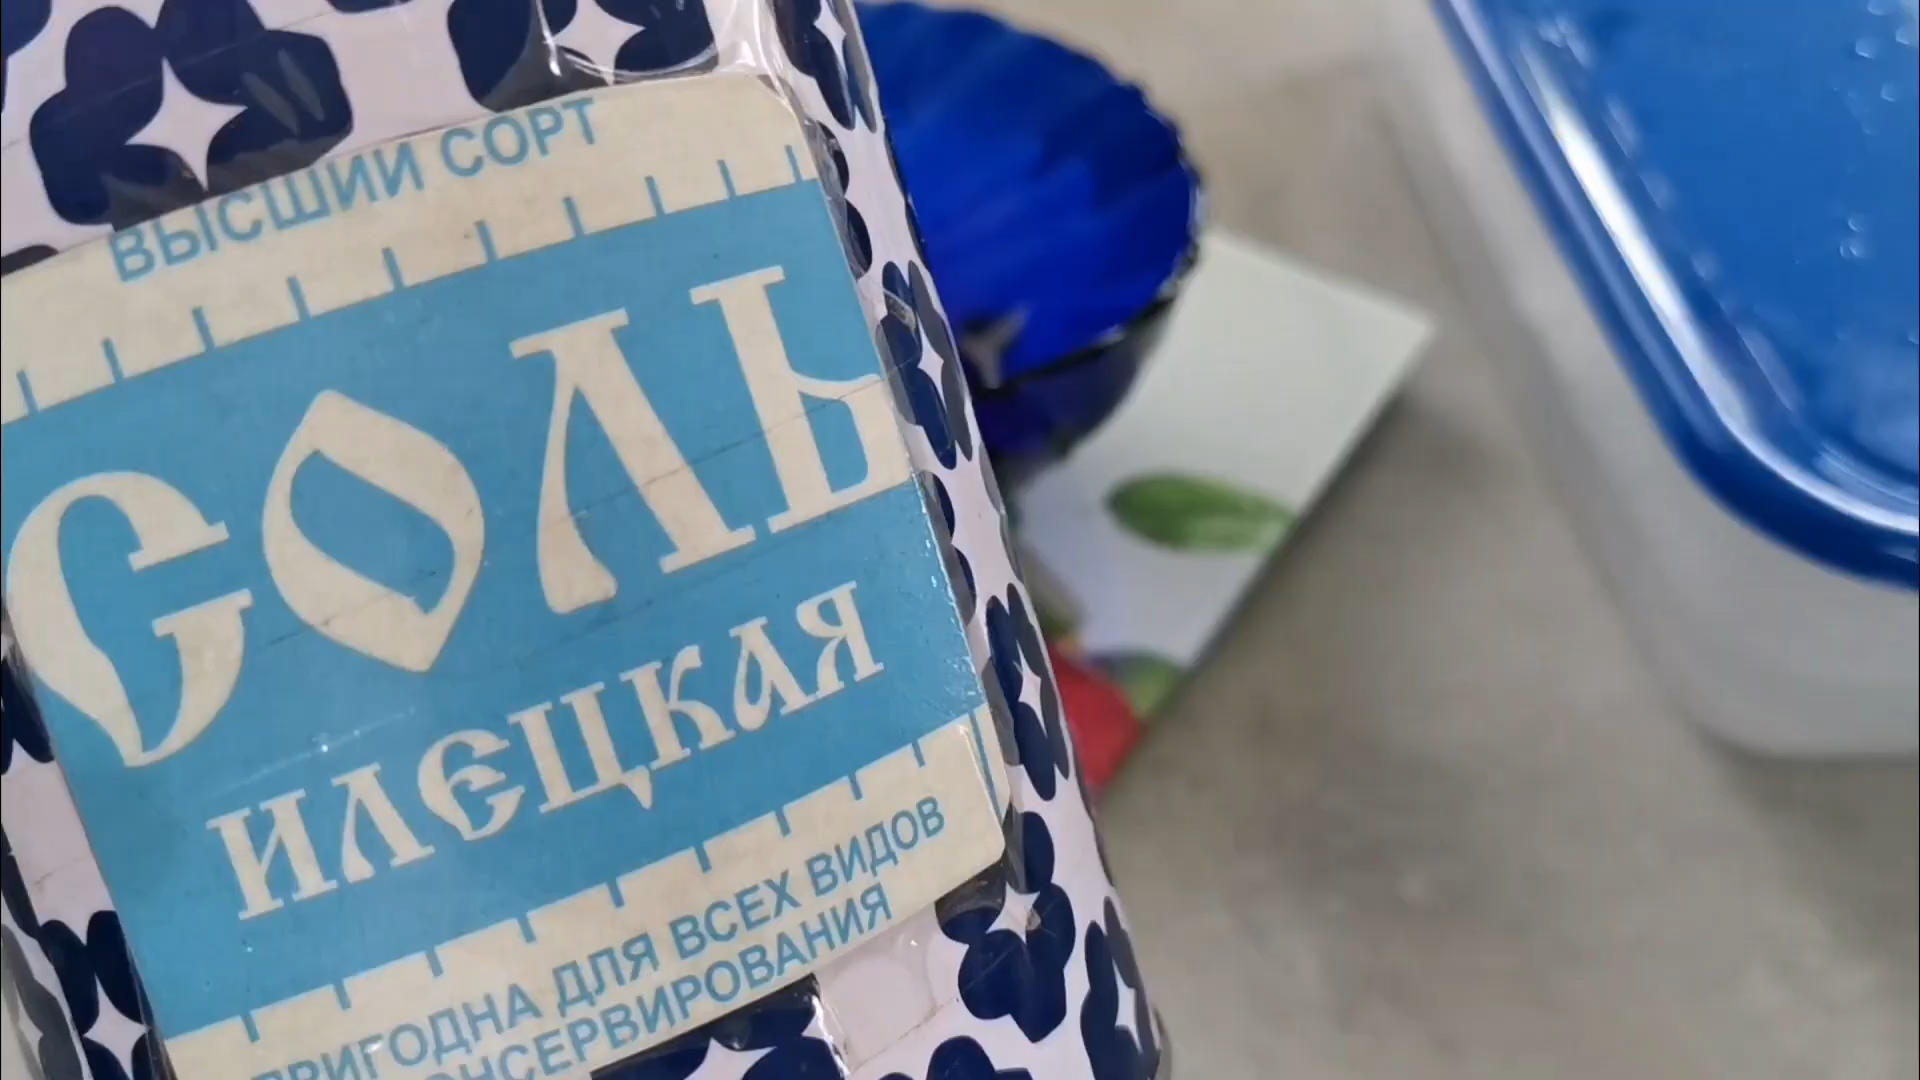 ВЫСШИЙ СОРТ
СОЛЬ
ИЛЕЦКАЯ
ПРИГОДНА ДЛЯ ВСЕХ ВИДОВ
КОНСЕРВИРОВАНИЯ